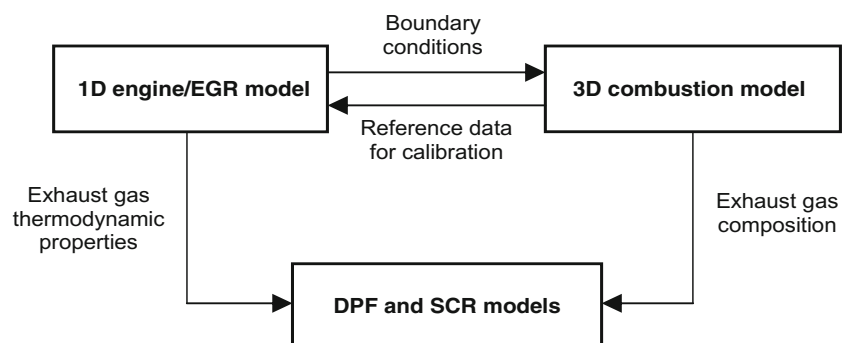 Boundary
conditions
1D engine/EGR model
3D combustion model
Reference data
for calibration
Exhaust gas
thermodynamic
properties
Exhaust gas
composition
DPF and SCR models